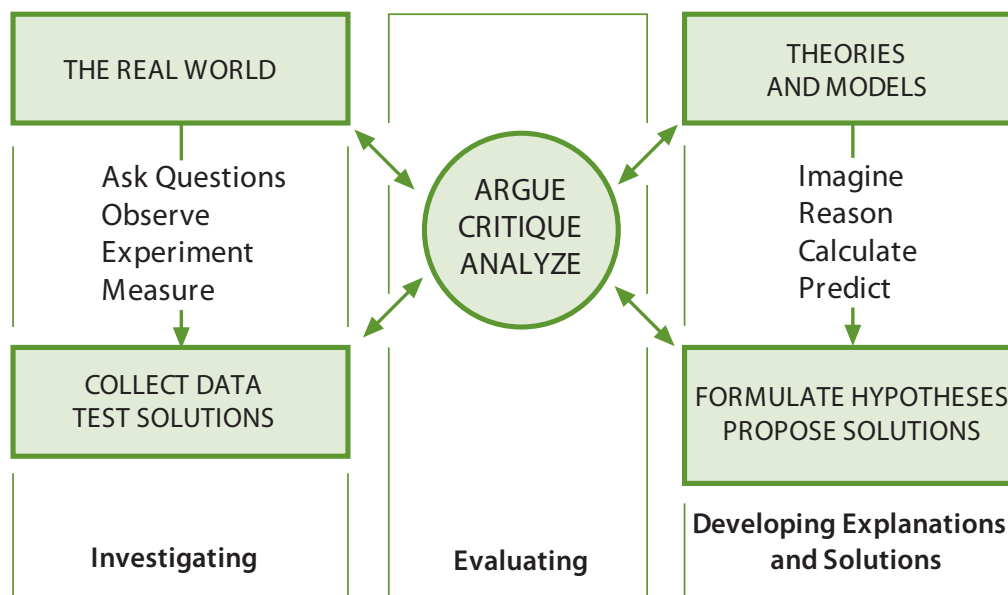 THE REAL WORLD
Ask Questions
Observe
Experiment
Measure
COLLECT DATA
TEST SOLUTIONS
Investigating
ARGUE
CRITIQUE
ANALYZE
Evaluating
THEORIES
AND MODELS
Imagine
Reason
Calculate
Predict
FORMULATE HYPOTHESES
PROPOSE SOLUTIONS
Developing Explanations
and Solutions